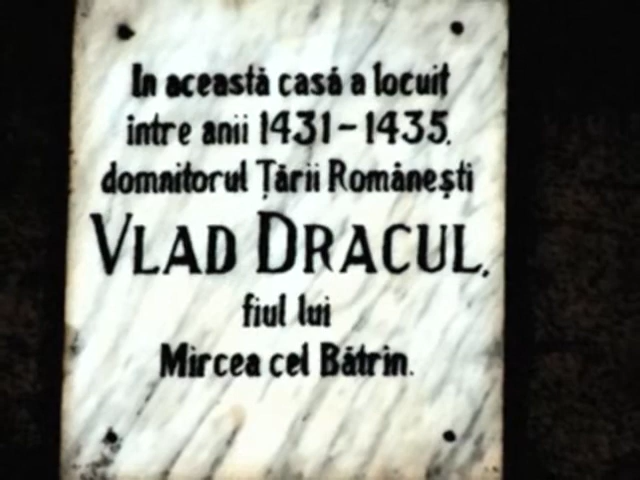 In această casă a locuit
intre anii 1431-1435.
domnitorul Țării Românești
VLAD DRACUL,
fiul lui
Mircea cel Bătrin.